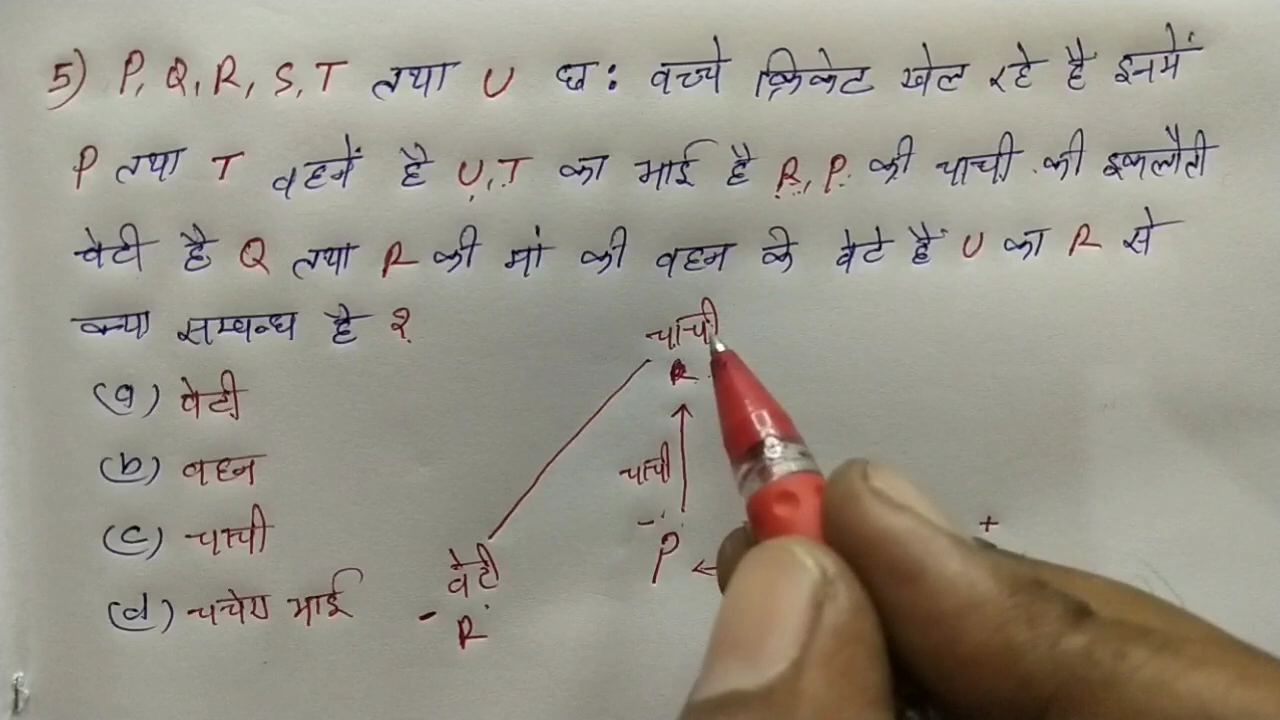 5) P, Q, R, S, T तथा U छः बच्चे क्रिकेट खेल रहे है इनमें
P तथा T बहनें है U, T का भाई है R, P की चाची की इकलौती
बेटी है Q तथा R की मां की बहन के बेटे है U का R से
क्या सम्बन्ध है ?
(a) बेटी
(b) बहन
(c) चाची
(d) चचेरा भाई
चाची
R
चाची
- P ←
+
बेटी
- R